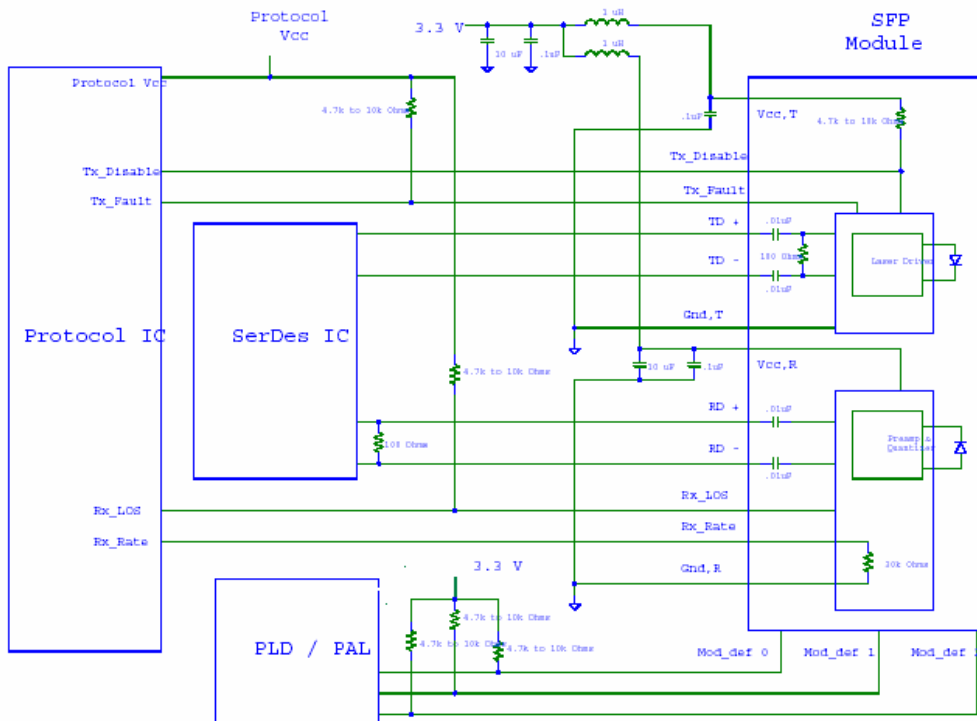 Protocol
Vcc
3.3 V
1 uH
1 uH
10 uF
.1uF
SFP
Module
Protocol Vcc
4.7k to 10k Ohms
.1uF
Vcc,T
4.7k to 10k Ohms
Tx_Disable
Tx_Disable
Tx_Fault
Tx_Fault
TD +
.01uF
100 Ohms
TD -
.01uF
Laser Driver
Gnd,T
Protocol IC
SerDes IC
4.7k to 10k Ohms
10 uF
.1uF
Vcc,R
RD +
.01uF
100 Ohms
RD -
.01uF
Preamp &
Quantizer
Rx_LOS
Rx_LOS
Rx_Rate
Rx_Rate
30k Ohms
Gnd,R
3.3 V
4.7k to 10k Ohms
4.7k to 10k Ohms
4.7k to 10k Ohms
PLD / PAL
Mod_def 0
Mod_def 1
Mod_def